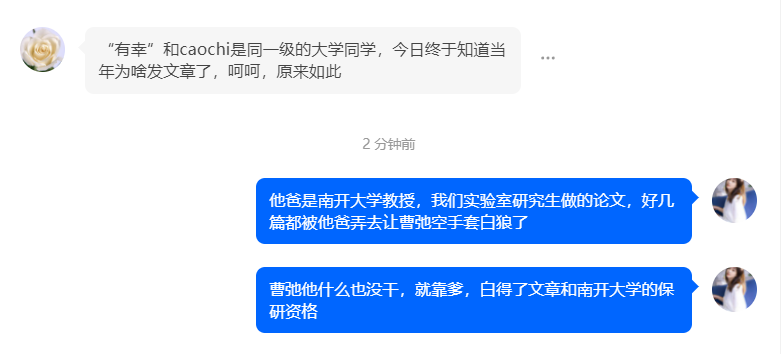 “有幸”和caochi是同一级的大学同学，今日终于知道当
年为啥发文章了，呵呵，原来如此
2 分钟前
他爸是南开大学教授，我们实验室研究生做的论文，好几
篇都被他爸弄去让曹弛空手套白狼了
曹弛他什么也没干，就靠爹，白得了文章和南开大学的保
研资格